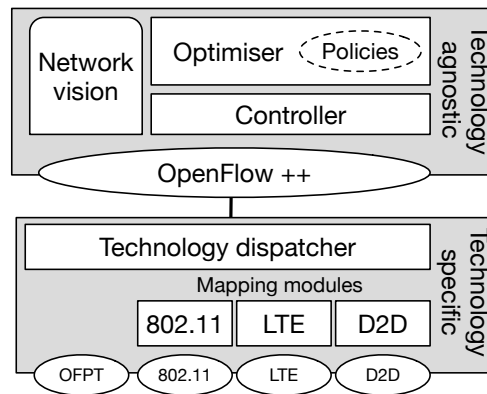 Network
vision
Optimiser
Policies
Controller
Technology
agnostic
OpenFlow ++
Technology dispatcher
Mapping modules
802.11
LTE
D2D
Technology
specific
OFPT
802.11
LTE
D2D